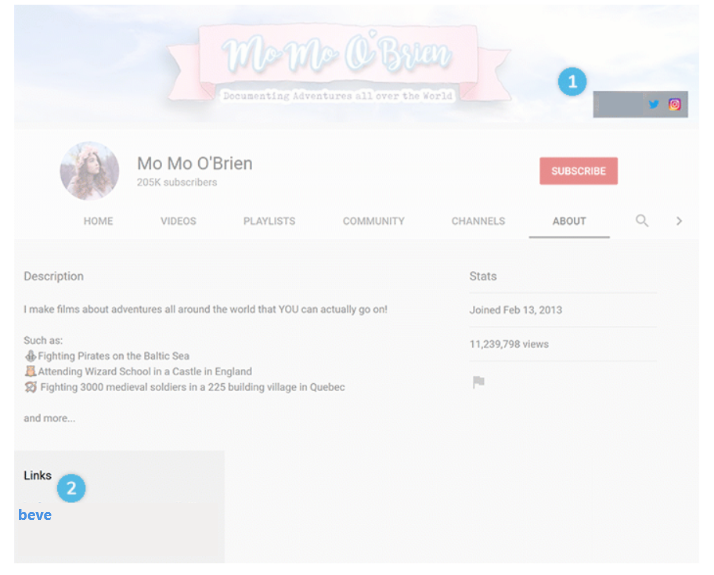 Mo Mo O'Brien
Documenting Adventures all over the World
1
Mo Mo O'Brien
205K subscribers
SUBSCRIBE
HOME VIDEOS PLAYLISTS COMMUNITY CHANNELS ABOUT
Description
Stats
I make films about adventures all around the world that YOU can actually go on!
Joined Feb 13, 2013
Such as:
11,239,798 views
Fighting Pirates on the Baltic Sea
Attending Wizard School in a Castle in England
Fighting 3000 medieval soldiers in a 225 building village in Quebec
and more...
Links
2
beve